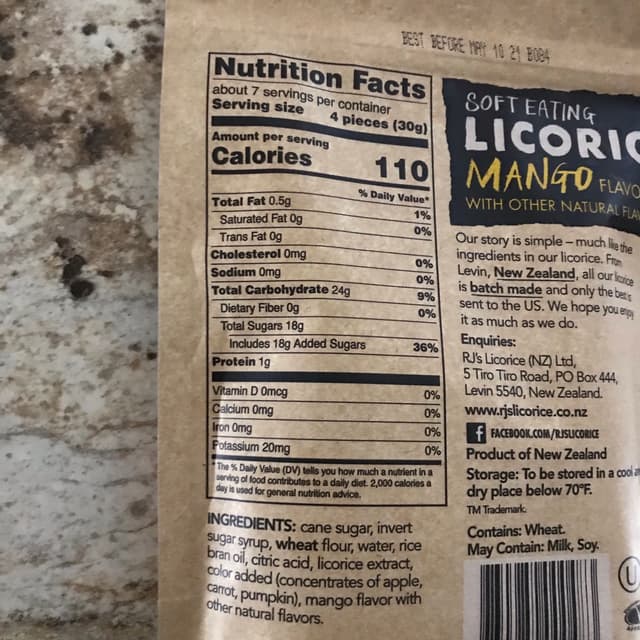 BEST BEFORE MAY 10 21 B084
Nutrition Facts
about 7 servings per container
Serving size 4 pieces (30g)
Amount per serving
Calories 110
% Daily Value*
Total Fat 0.5g 1%
Saturated Fat 0g 0%
Trans Fat 0g
Cholesterol 0mg 0%
Sodium 0mg 0%
Total Carbohydrate 24g 9%
Dietary Fiber 0g 0%
Total Sugars 18g
Includes 18g Added Sugars 36%
Protein 1g
Vitamin D 0mcg 0%
Calcium 0mg 0%
Iron 0mg 0%
Potassium 20mg 0%
*The % Daily Value (DV) tells you how much a nutrient in a
serving of food contributes to a daily diet. 2,000 calories a
day is used for general nutrition advice.
INGREDIENTS: cane sugar, invert
sugar syrup, wheat flour, water, rice
bran oil, citric acid, licorice extract,
color added (concentrates of apple,
carrot, pumpkin), mango flavor with
other natural flavors.
SOFT EATING
LICORIC
MANGO FLAVO
WITH OTHER NATURAL FLA
Our story is simple – much like the
ingredients in our licorice. From
Levin, New Zealand, all our licorice
is batch made and only the best is
sent to the US. We hope you enjoy
it as much as we do.
Enquiries:
RJ's Licorice (NZ) Ltd,
5 Tiro Tiro Road, PO Box 444,
Levin 5540, New Zealand.
www.rjslicorice.co.nz
f FACEBOOK.COM/RJSLICORICE
Product of New Zealand
Storage: To be stored in a cool
dry place below 70°F.
TM Trademark.
Contains: Wheat.
May Contain: Milk, Soy.
U